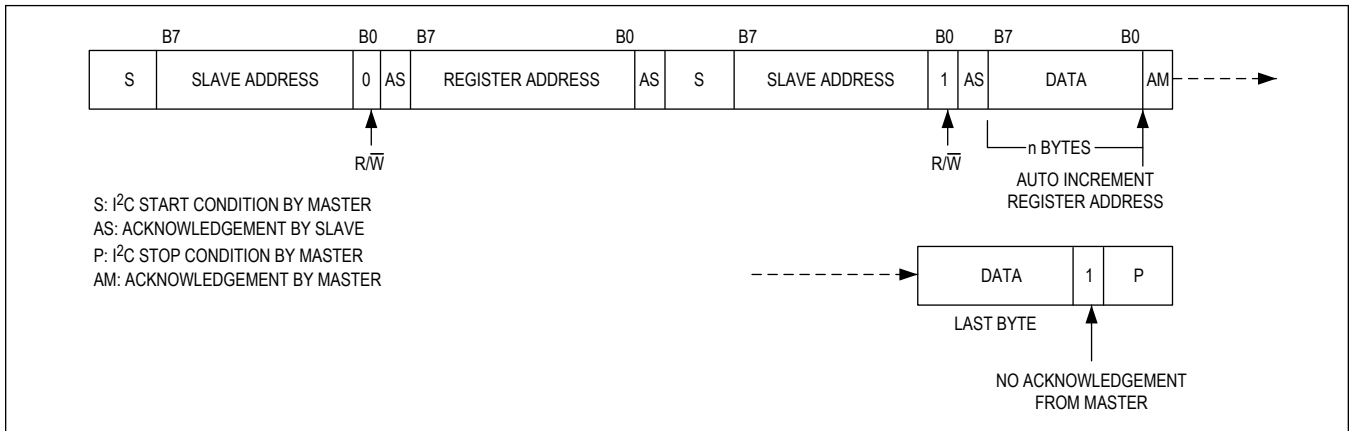 B7 B0 B7 B0 B7 B0 B7 B0
S SLAVE ADDRESS 0 AS REGISTER ADDRESS AS S SLAVE ADDRESS 1 AS DATA AM
R/W̅ R/W̅
n BYTES
AUTO INCREMENT
REGISTER ADDRESS
S: I²C START CONDITION BY MASTER
AS: ACKNOWLEDGEMENT BY SLAVE
P: I²C STOP CONDITION BY MASTER
AM: ACKNOWLEDGEMENT BY MASTER
DATA 1 P
LAST BYTE
NO ACKNOWLEDGEMENT
FROM MASTER